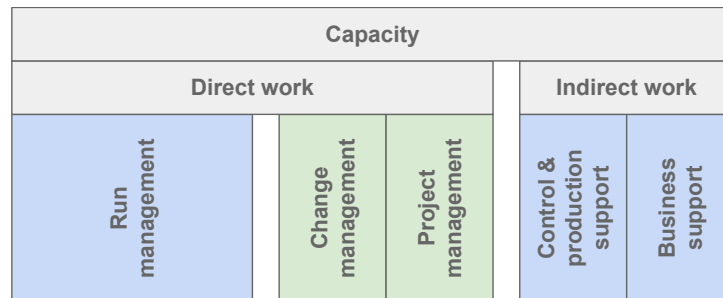 Capacity
Direct work
Indirect work
Run
management
Change
management
Project
management
Control &
production
support
Business
support